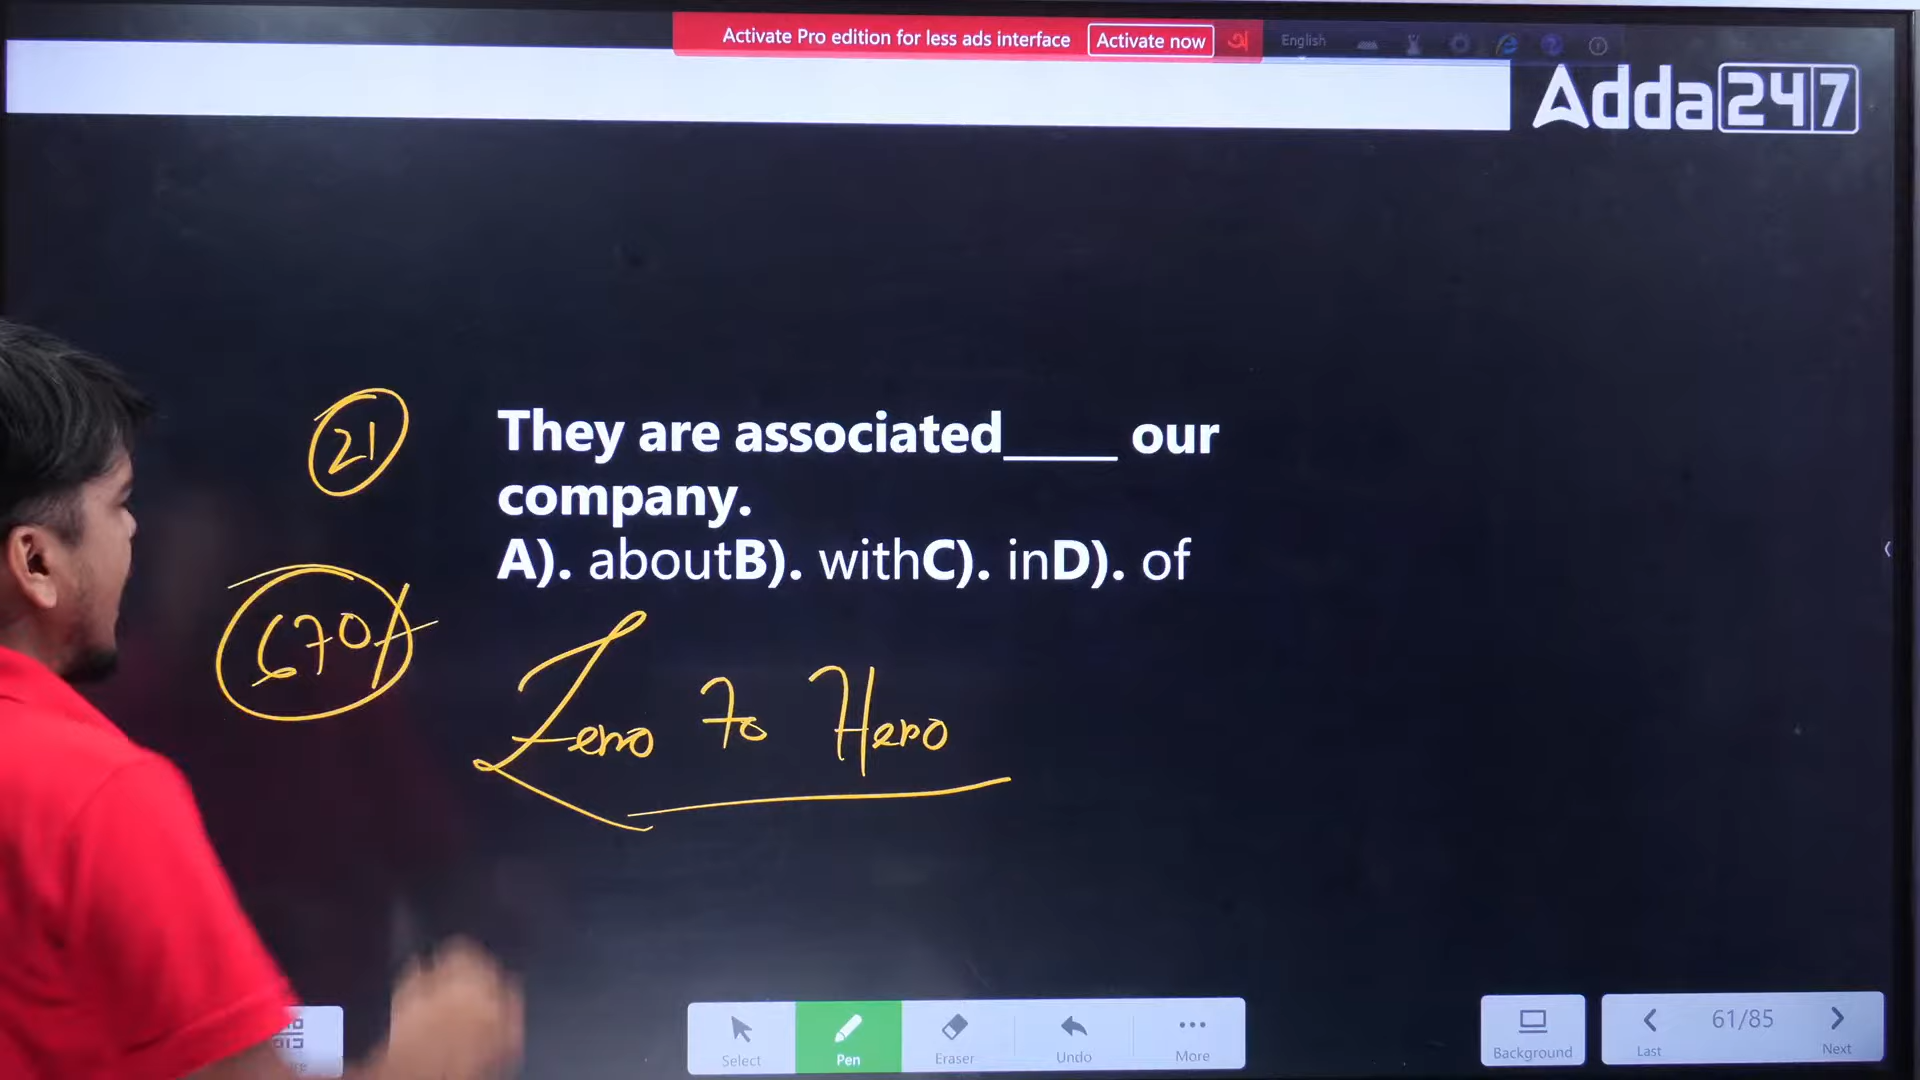 Activate Pro edition for less ads interface Activate now অ English
Adda247
21
They are associated_____ our
company.
A). aboutB). withC). inD). of
670/
Zero To Hero
Select Pen Eraser Undo More
Background
Last 61/85 Next